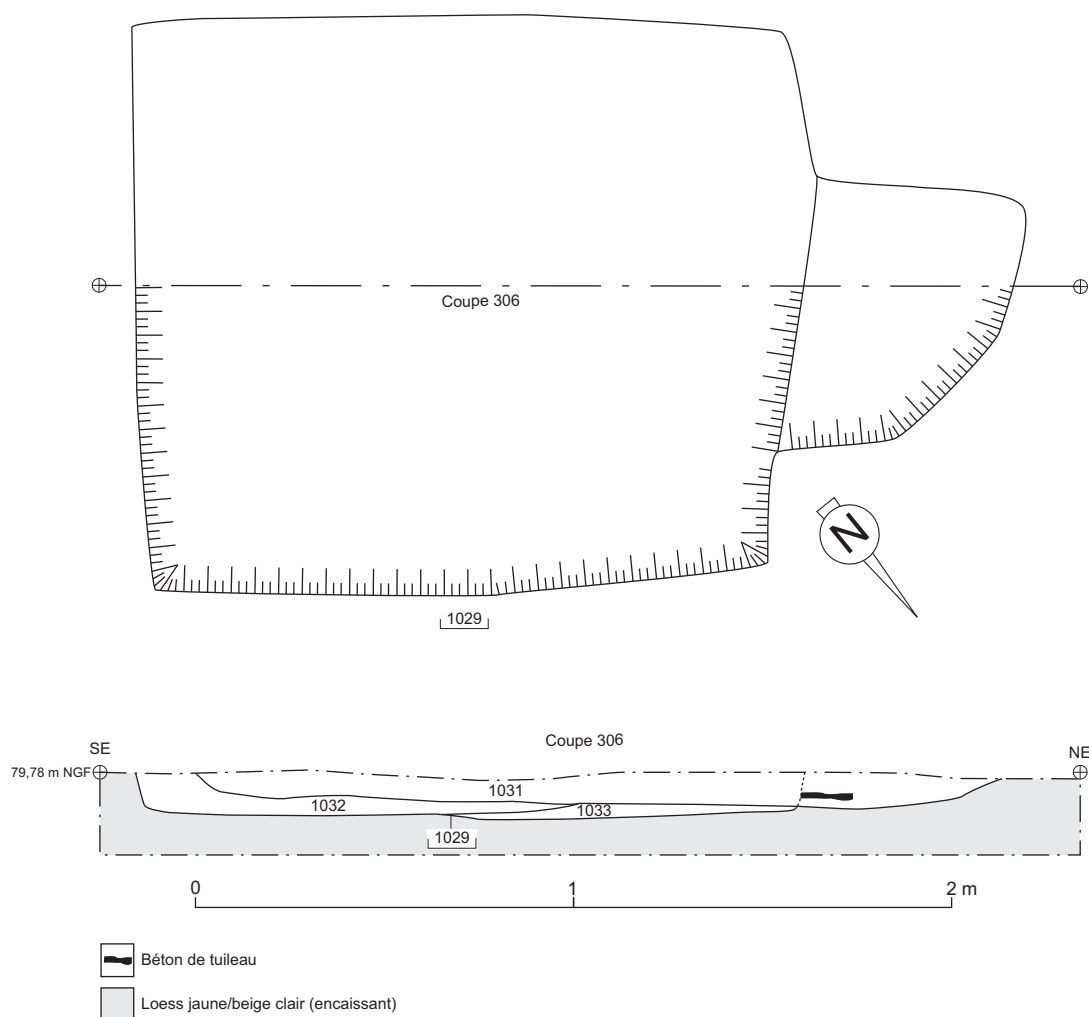 Coupe 306
N
1029
Coupe 306
SE
NE
79,78 m NGF
1031
1032
1033
1029
0 1 2 m
Béton de tuileau
Loess jaune/beige clair (encaissant)